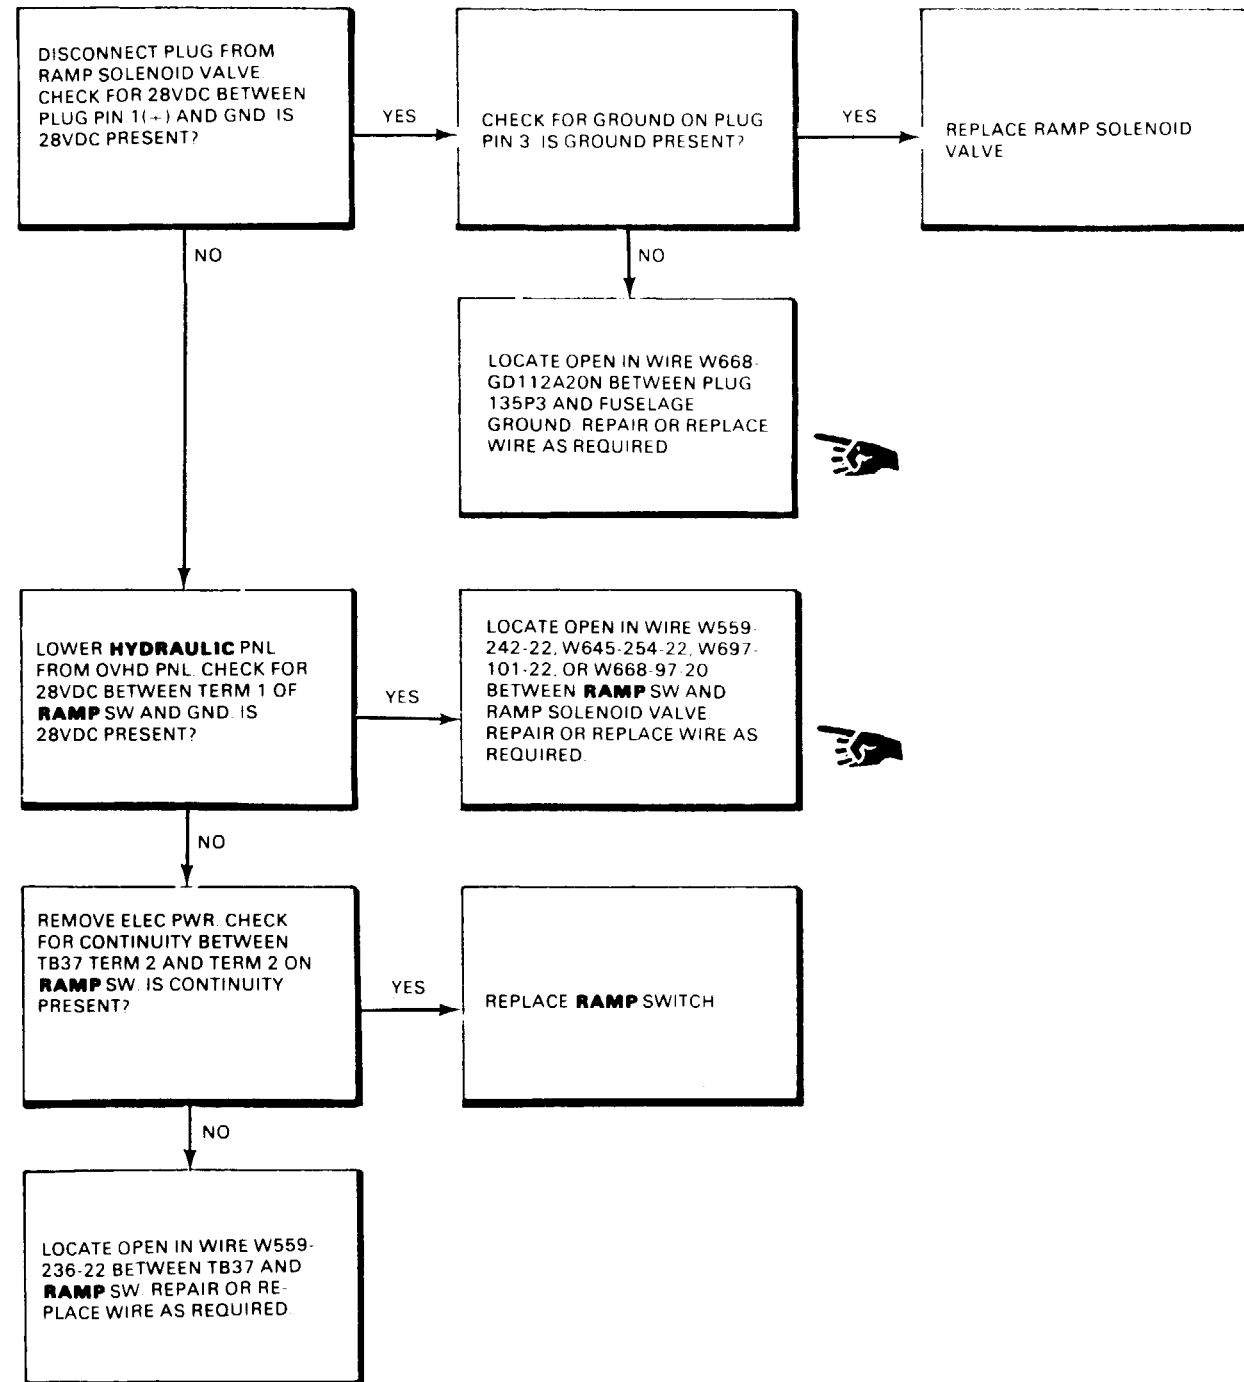 DISCONNECT PLUG FROM
RAMP SOLENOID VALVE.
CHECK FOR 28VDC BETWEEN
PLUG PIN 1(+) AND GND. IS
28VDC PRESENT?
YES
CHECK FOR GROUND ON PLUG
PIN 3. IS GROUND PRESENT?
YES
REPLACE RAMP SOLENOID
VALVE
NO
NO
LOCATE OPEN IN WIRE W668-
GD112A20N BETWEEN PLUG
135P3 AND FUSELAGE
GROUND. REPAIR OR REPLACE
WIRE AS REQUIRED
LOWER HYDRAULIC PNL
FROM OVHD PNL. CHECK FOR
28VDC BETWEEN TERM 1 OF
RAMP SW AND GND. IS
28VDC PRESENT?
YES
LOCATE OPEN IN WIRE W559-
242-22, W645-254-22, W697-
101-22, OR W668-97-20
BETWEEN RAMP SW AND
RAMP SOLENOID VALVE.
REPAIR OR REPLACE WIRE AS
REQUIRED.
NO
REMOVE ELEC PWR. CHECK
FOR CONTINUITY BETWEEN
TB37 TERM 2 AND TERM 2 ON
RAMP SW. IS CONTINUITY
PRESENT?
YES
REPLACE RAMP SWITCH
NO
LOCATE OPEN IN WIRE W559-
236-22 BETWEEN TB37 AND
RAMP SW. REPAIR OR RE-
PLACE WIRE AS REQUIRED.